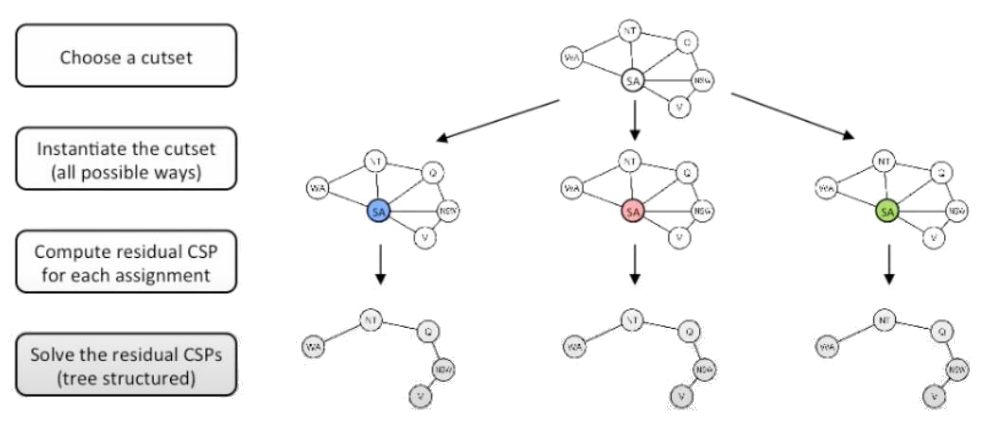 Choose a cutset
NT
Q
WA
SA
NSW
V
Instantiate the cutset
(all possible ways)
NT
Q
WA
SA
NSW
V
NT
Q
WA
SA
NSW
V
NT
Q
WA
SA
NSW
V
Compute residual CSP
for each assignment
Solve the residual CSPs
(tree structured)
NT
Q
WA
NSW
V
NT
Q
WA
NSW
V
NT
Q
WA
NSW
V